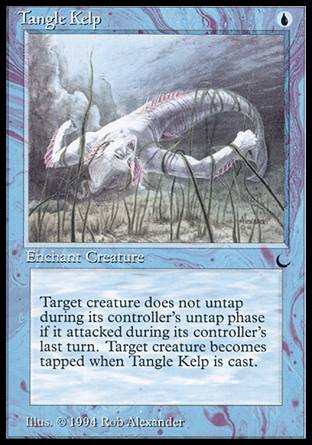 Tangle Kelp
Enchant Creature
Target creature does not untap
during its controller's untap phase
if it attacked during its controller's
last turn. Target creature becomes
tapped when Tangle Kelp is cast.
Illus. © 1994 Rob Alexander